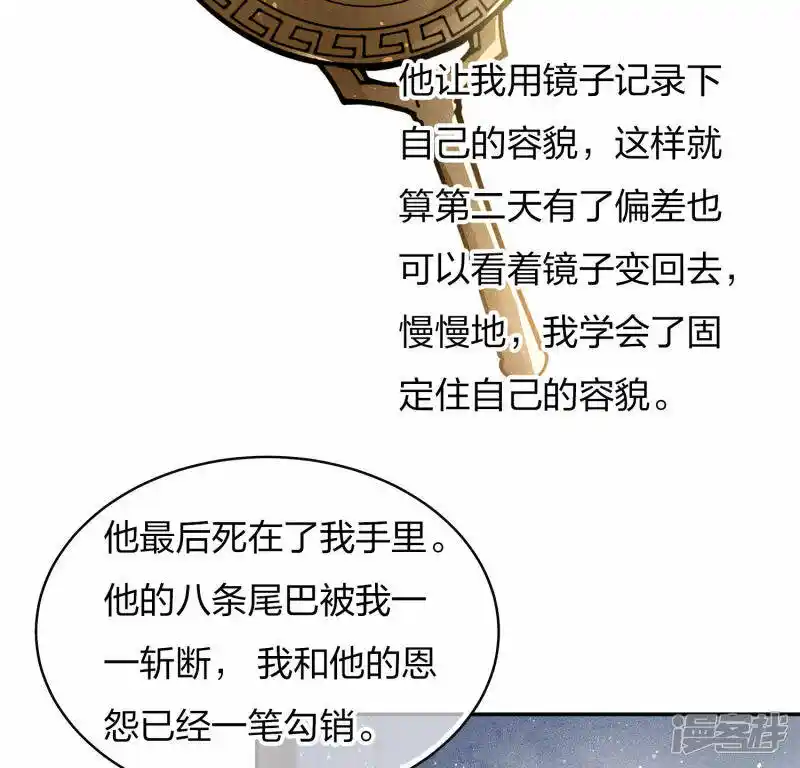 他让我用镜子记录下
自己的容貌，这样就
算第二天有了偏差也
可以看着镜子变回去，
慢慢地，我学会了固
定住自己的容貌。
他最后死在了我手里。
他的八条尾巴被我一
一斩断， 我和他的恩
怨已经一笔勾销。
漫客栈